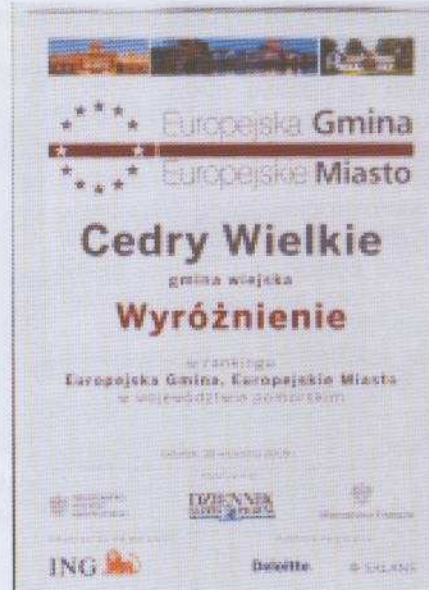 Europejska Gmina
Europejskie Miasto
Cedry Wielkie
gmina wiejska
Wyróżnienie
w rankingu
Europejska Gmina, Europejskie Miasto
w województwie pomorskim
DZIENNIK
ING
Deloitte.
SALANS